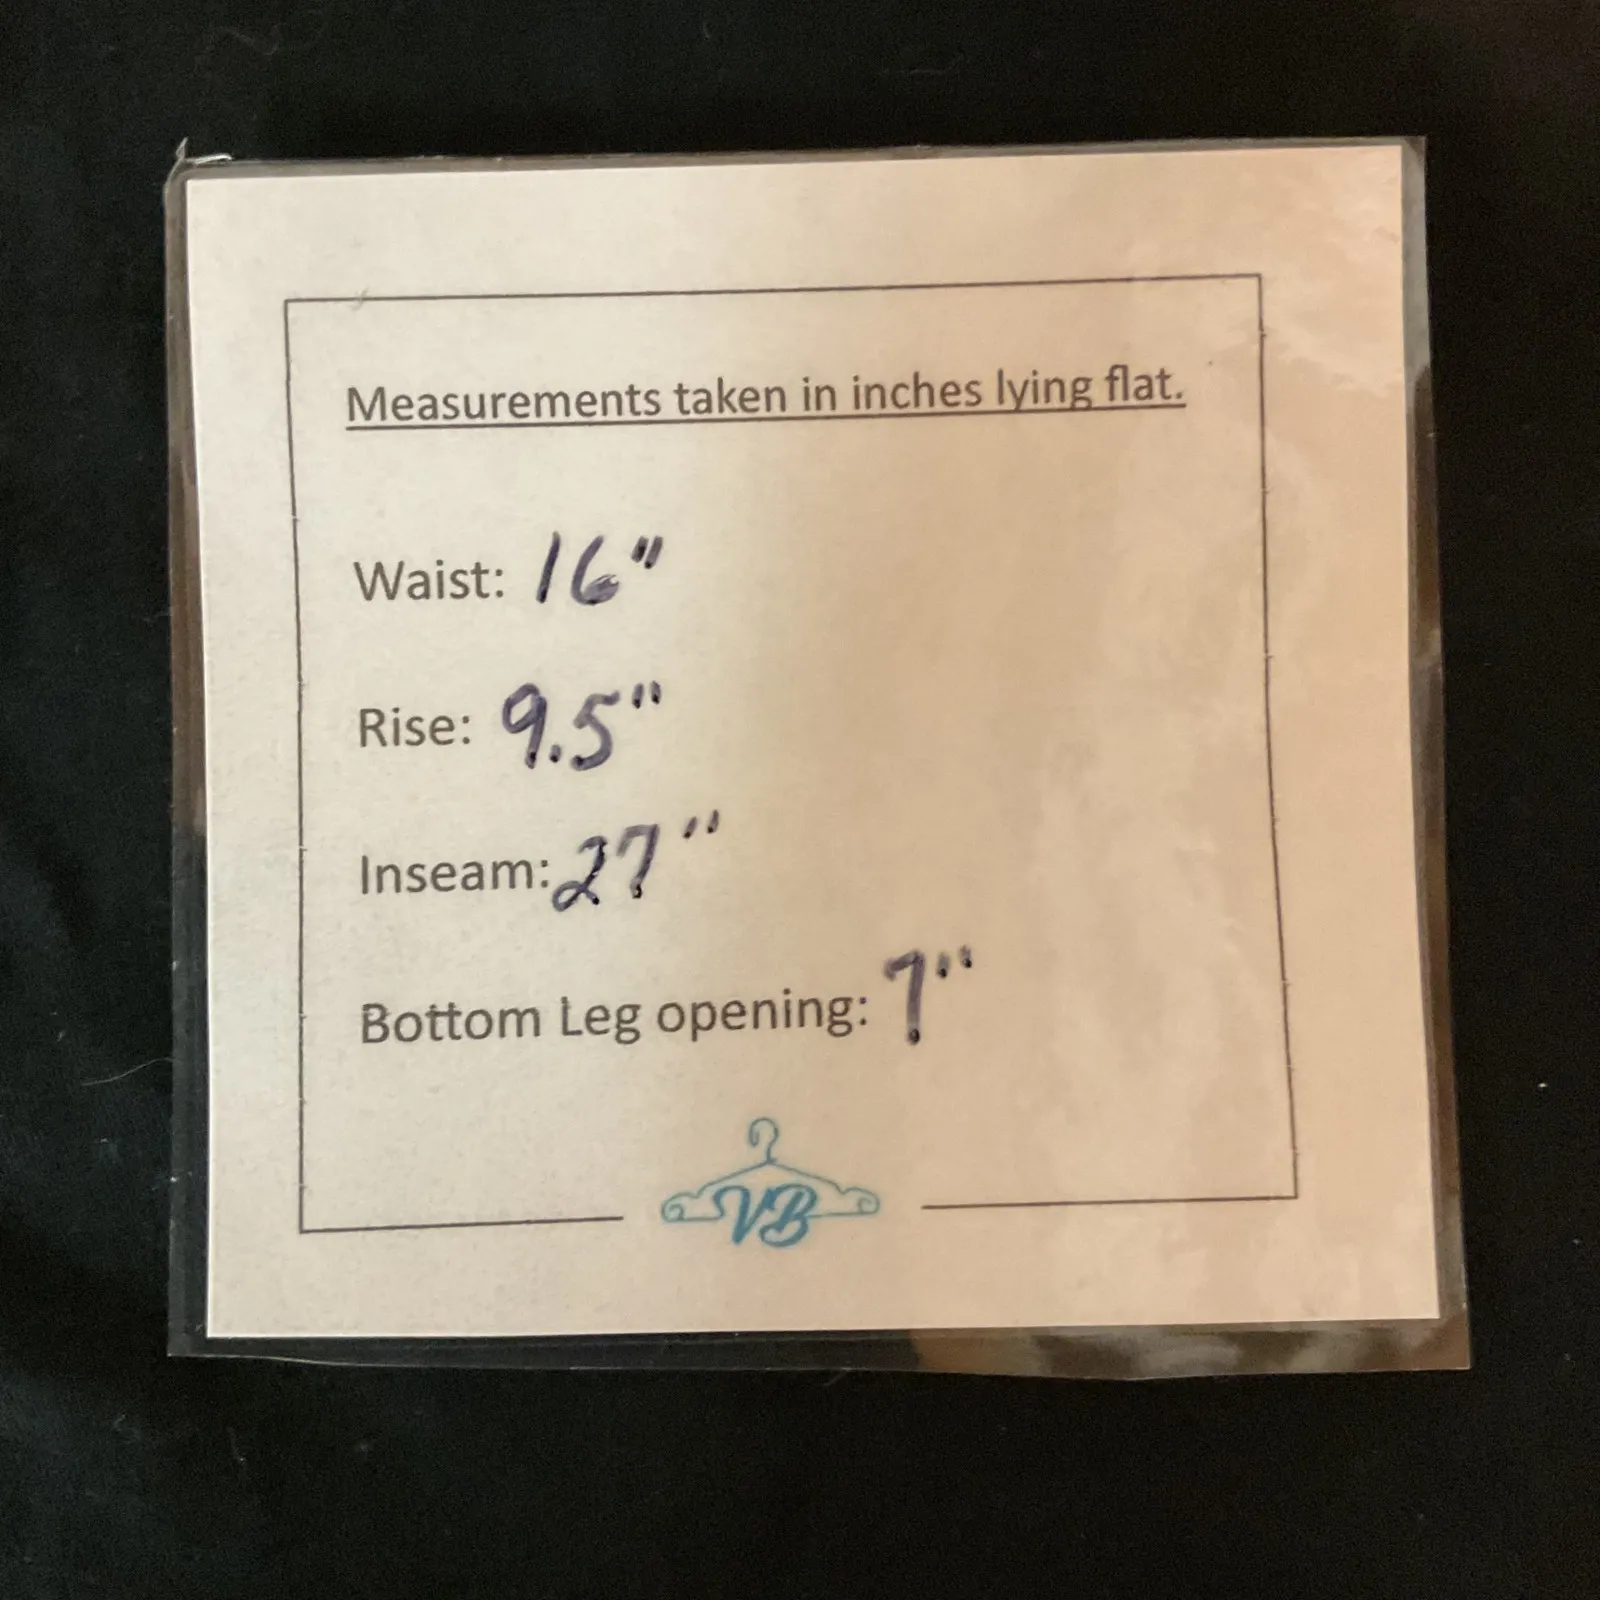 Measurements taken in inches lying flat.
Waist: 16"
Rise: 9.5"
Inseam: 27"
Bottom Leg opening: 7"
VB